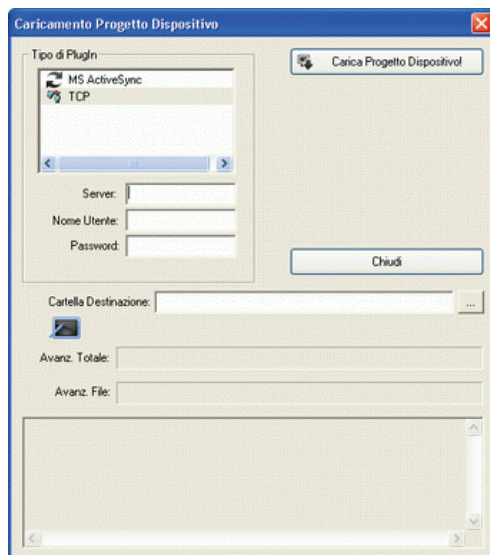 Caricamento Progetto Dispositivo
Tipo di PlugIn
MS ActiveSync
TCP
Carica Progetto Dispositivo!
Server:
Nome Utente:
Password:
Chiudi
Cartella Destinazione:
...
Avanz. Totale:
Avanz. File: